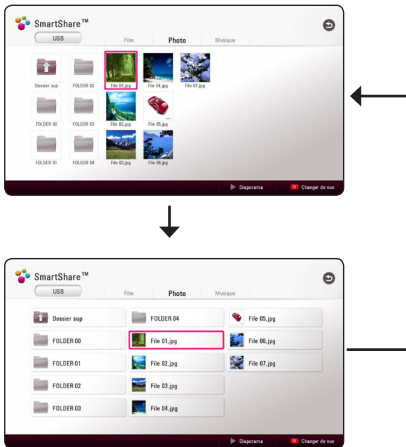 SmartShare™
USB Film Photo Musique
Dossier sup FOLDER 02 File 01.jpg File 04.jpg File 07.jpg
FOLDER 00 FOLDER 03 File 02.jpg File 05.jpg
FOLDER 01 FOLDER 04 File 03.jpg File 06.jpg
Diaporama R Changer de vue
SmartShare™
USB Film Photo Musique
Dossier sup FOLDER 04 File 05.jpg
FOLDER 00 File 01.jpg File 06.jpg
FOLDER 01 File 02.jpg File 07.jpg
FOLDER 02 File 03.jpg
FOLDER 03 File 04.jpg
Diaporama R Changer de vue